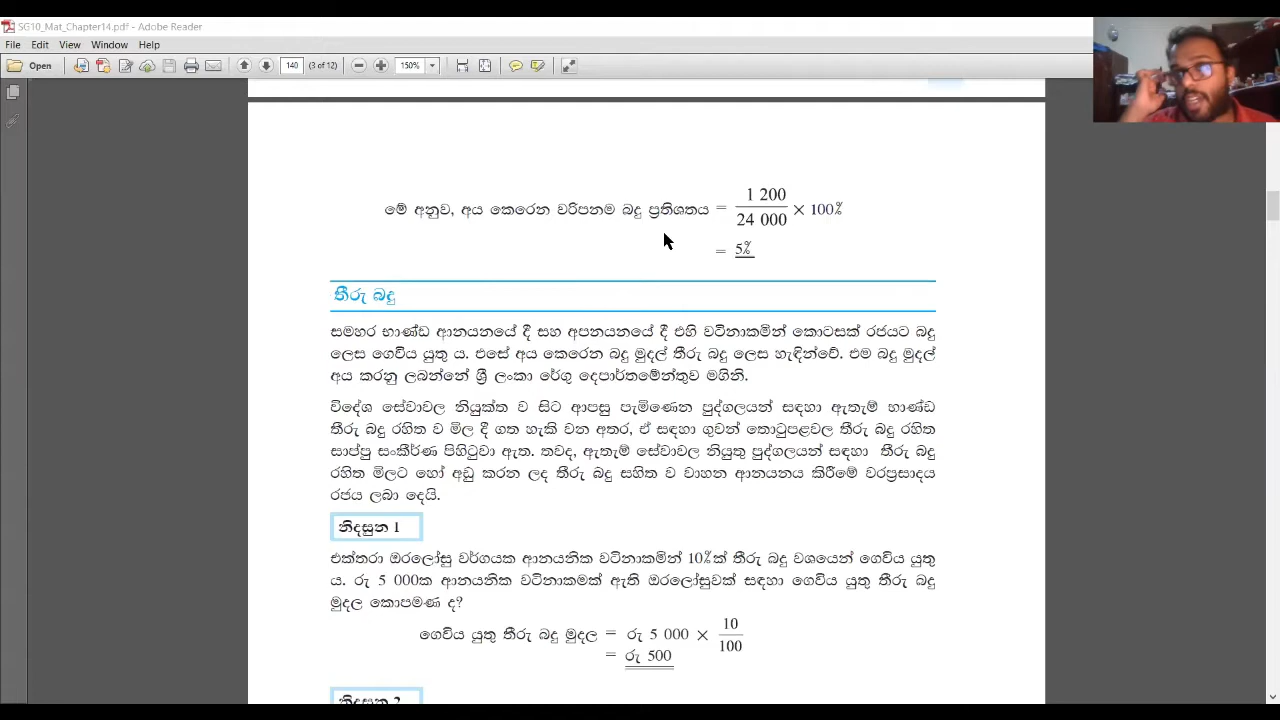 SG10_Mat_Chapter14.pdf - Adobe Reader
File Edit View Window Help
Open 140 (3 of 12) 150%
මේ අනුව, අය කෙරෙන වරිපනම් බදු ප්‍රතිශතය = 1 200 / 24 000 × 100%
= 5%
තීරු බදු
සමහර භාණ්ඩ ආනයනයේ දී සහ අපනයනයේ දී එහි වටිනාකමින් කොටසක් රජයට බදු
ලෙස ගෙවිය යුතු ය. එසේ අය කෙරෙන බදු මුදල් තීරු බදු ලෙස හැඳින්වේ. එම බදු මුදල්
අය කරනු ලබන්නේ ශ්‍රී ලංකා රේගු දෙපාර්තමේන්තුව මගිනි.
විදේශ සේවාවල නියුක්ත ව සිට ආපසු පැමිණෙන පුද්ගලයන් සඳහා ඇතැම් භාණ්ඩ
තීරු බදු රහිත ව මිල දී ගත හැකි වන අතර, ඒ සඳහා ගුවන් තොටුපළවල තීරු බදු රහිත
සාප්පු සංකීර්ණ පිහිටුවා ඇත. තවද, ඇතැම් සේවාවල නියුතු පුද්ගලයන් සඳහා තීරු බදු
රහිත මිලට හෝ අඩු කරන ලද තීරු බදු සහිත ව වාහන ආනයනය කිරීමේ වරප්‍රසාදය
රජය ලබා දෙයි.
නිදසුන 1
එක්තරා ඔරලෝසු වර්ගයක ආනයනික වටිනාකමින් 10%ක් තීරු බදු වශයෙන් ගෙවිය යුතු
ය. රු 5 000ක ආනයනික වටිනාකමක් ඇති ඔරලෝසුවක් සඳහා ගෙවිය යුතු තීරු බදු
මුදල කොපමණ ද?
ගෙවිය යුතු තීරු බදු මුදල = රු 5 000 × 10 / 100
= රු 500
නිදසුන 2